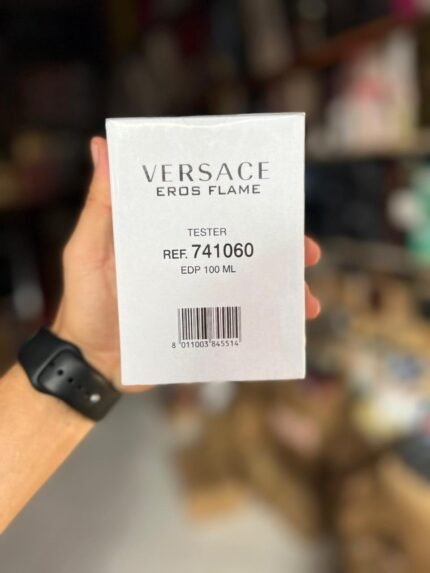 VERSACE
EROS FLAME
TESTER
REF. 741060
EDP 100 ML
8 011003 845514